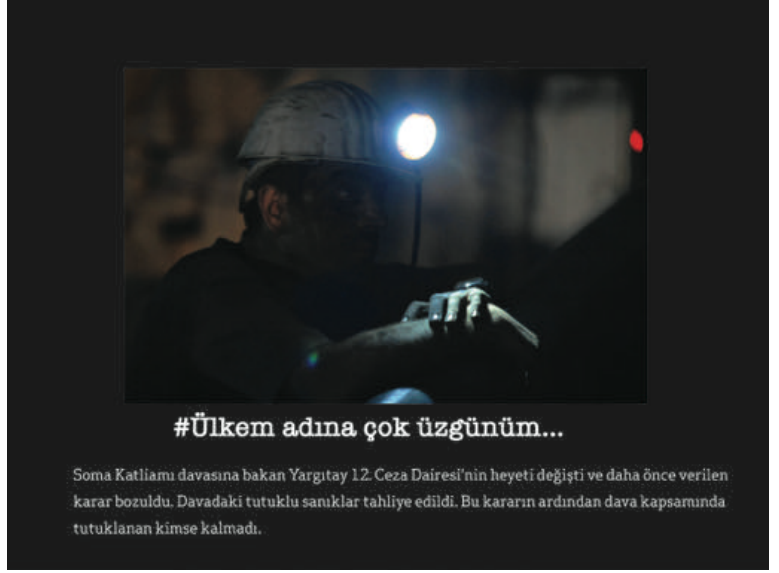 #Ülkem adına çok üzgünüm...
Soma Katliamı davasına bakan Yargıtay 12. Ceza Dairesi'nin heyeti değişti ve daha önce verilen
karar bozuldu. Davadaki tutuklu sanıklar tahliye edildi. Bu kararın ardından dava kapsamında
tutuklanan kimse kalmadı.